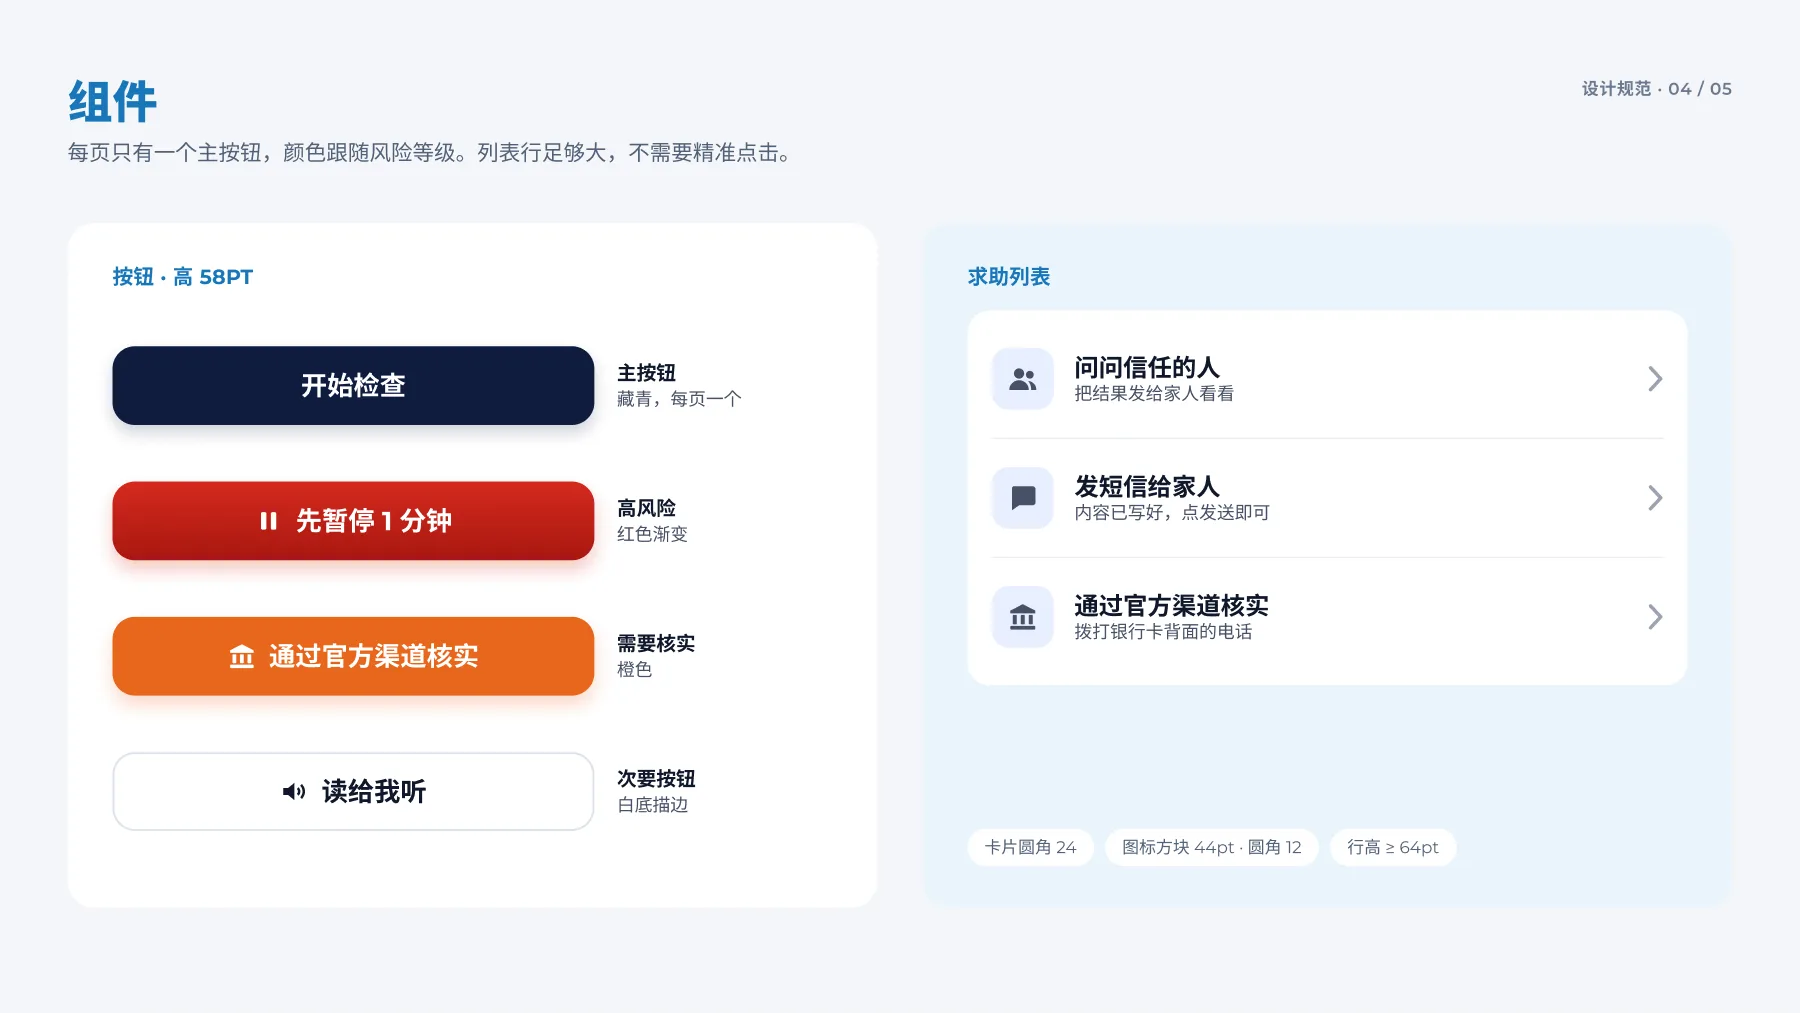 组件
设计规范 · 04 / 05
每页只有一个主按钮，颜色跟随风险等级。列表行足够大，不需要精准点击。
按钮 · 高 58PT
开始检查
主按钮
藏青，每页一个
先暂停 1 分钟
高风险
红色渐变
通过官方渠道核实
需要核实
橙色
读给我听
次要按钮
白底描边
求助列表
问问信任的人
把结果发给家人看看
发短信给家人
内容已写好，点发送即可
通过官方渠道核实
拨打银行卡背面的电话
卡片圆角 24
图标方块 44pt · 圆角 12
行高 ≥ 64pt